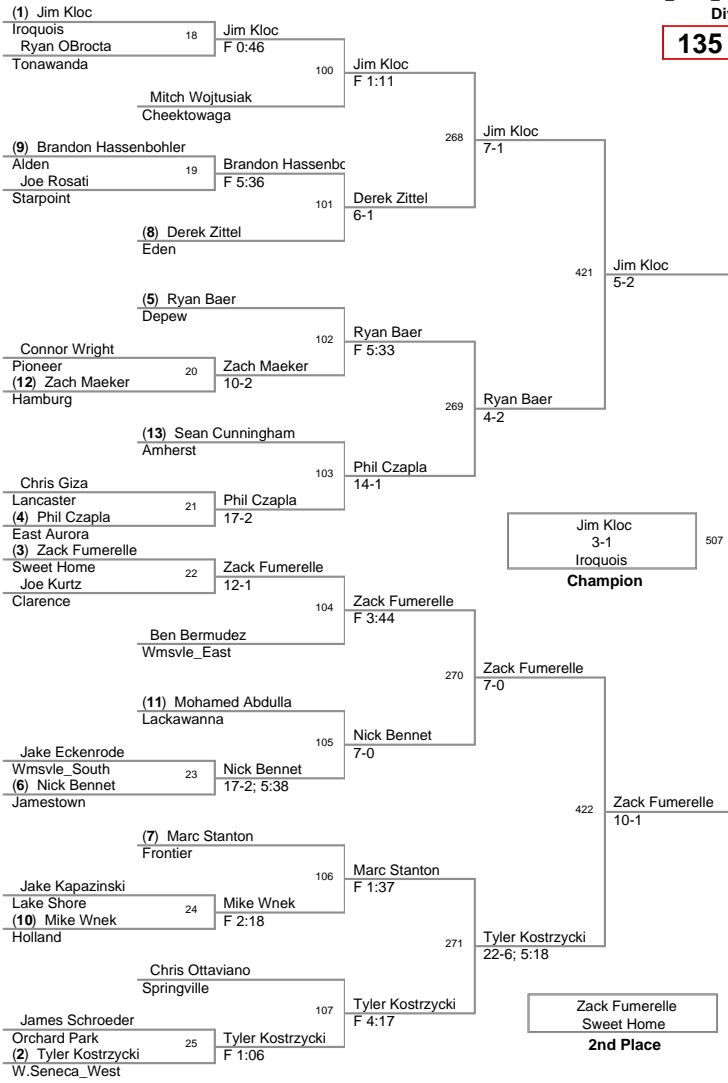 Di
135
(1) Jim Kloc
Iroquois
Ryan OBrocta
Tonawanda
18
Jim Kloc
F 0:46
Mitch Wojtusiak
Cheektowaga
100
Jim Kloc
F 1:11
(9) Brandon Hassenbohler
Alden
Joe Rosati
Starpoint
19
Brandon Hassenbo
F 5:36
(8) Derek Zittel
Eden
101
Derek Zittel
6-1
268
Jim Kloc
7-1
(5) Ryan Baer
Depew
Connor Wright
Pioneer
(12) Zach Maeker
Hamburg
20
Zach Maeker
10-2
102
Ryan Baer
F 5:33
(13) Sean Cunningham
Amherst
Chris Giza
Lancaster
(4) Phil Czapla
East Aurora
21
Phil Czapla
17-2
103
Phil Czapla
14-1
269
Ryan Baer
4-2
421
Jim Kloc
5-2
(3) Zack Fumerelle
Sweet Home
Joe Kurtz
Clarence
22
Zack Fumerelle
12-1
Ben Bermudez
Wmsvle_East
104
Zack Fumerelle
F 3:44
(11) Mohamed Abdulla
Lackawanna
Jake Eckenrode
Wmsvle_South
(6) Nick Bennet
Jamestown
23
Nick Bennet
17-2; 5:38
105
Nick Bennet
7-0
270
Zack Fumerelle
7-0
(7) Marc Stanton
Frontier
Jake Kapazinski
Lake Shore
(10) Mike Wnek
Holland
24
Mike Wnek
F 2:18
106
Marc Stanton
F 1:37
Chris Ottaviano
Springville
James Schroeder
Orchard Park
(2) Tyler Kostrzycki
W.Seneca_West
25
Tyler Kostrzycki
F 1:06
107
Tyler Kostrzycki
F 4:17
271
Tyler Kostrzycki
22-6; 5:18
422
Zack Fumerelle
10-1
Jim Kloc
3-1
Iroquois
507
Champion
Zack Fumerelle
Sweet Home
2nd Place